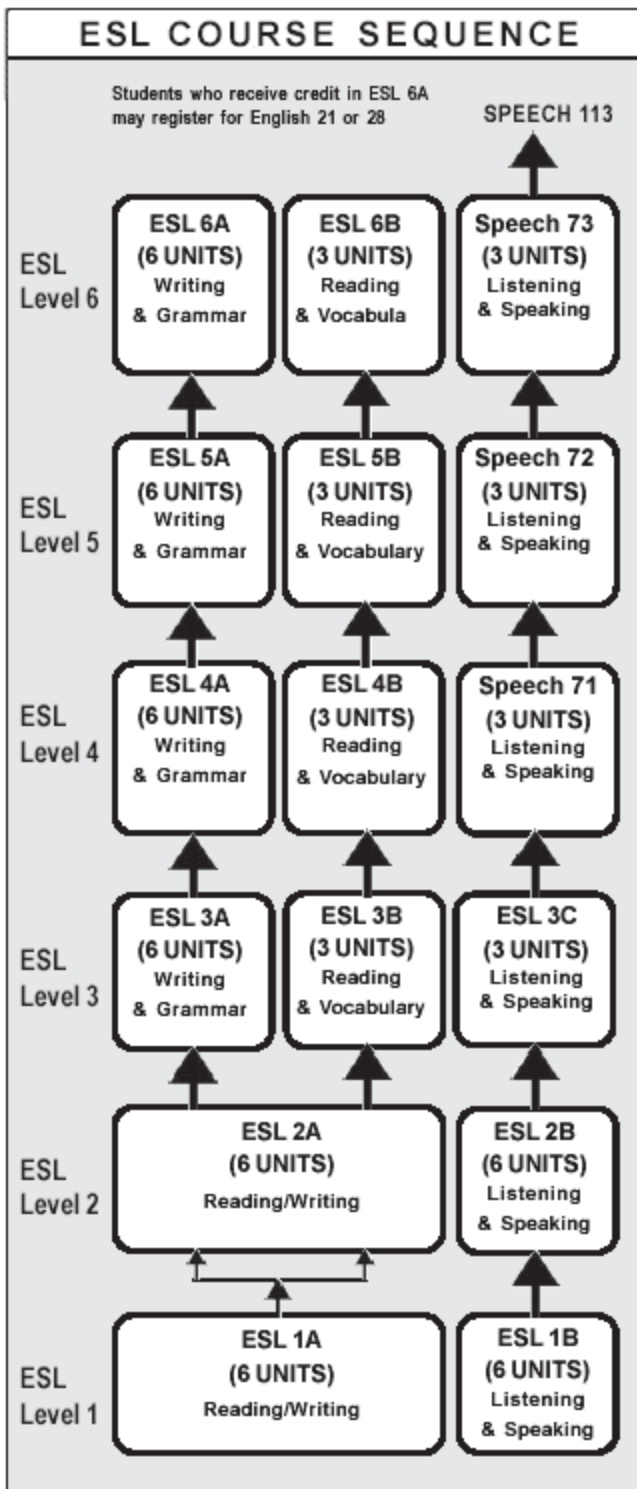 ESL COURSE SEQUENCE
Students who receive credit in ESL 6A
may register for English 21 or 28
SPEECH 113
ESL
Level 6
ESL 6A
(6 UNITS)
Writing
& Grammar
ESL 6B
(3 UNITS)
Reading
& Vocabula
Speech 73
(3 UNITS)
Listening
& Speaking
ESL
Level 5
ESL 5A
(6 UNITS)
Writing
& Grammar
ESL 5B
(3 UNITS)
Reading
& Vocabulary
Speech 72
(3 UNITS)
Listening
& Speaking
ESL
Level 4
ESL 4A
(6 UNITS)
Writing
& Grammar
ESL 4B
(3 UNITS)
Reading
& Vocabulary
Speech 71
(3 UNITS)
Listening
& Speaking
ESL
Level 3
ESL 3A
(6 UNITS)
Writing
& Grammar
ESL 3B
(3 UNITS)
Reading
& Vocabulary
ESL 3C
(3 UNITS)
Listening
& Speaking
ESL
Level 2
ESL 2A
(6 UNITS)
Reading/Writing
ESL 2B
(6 UNITS)
Listening
& Speaking
ESL
Level 1
ESL 1A
(6 UNITS)
Reading/Writing
ESL 1B
(6 UNITS)
Listening
& Speaking